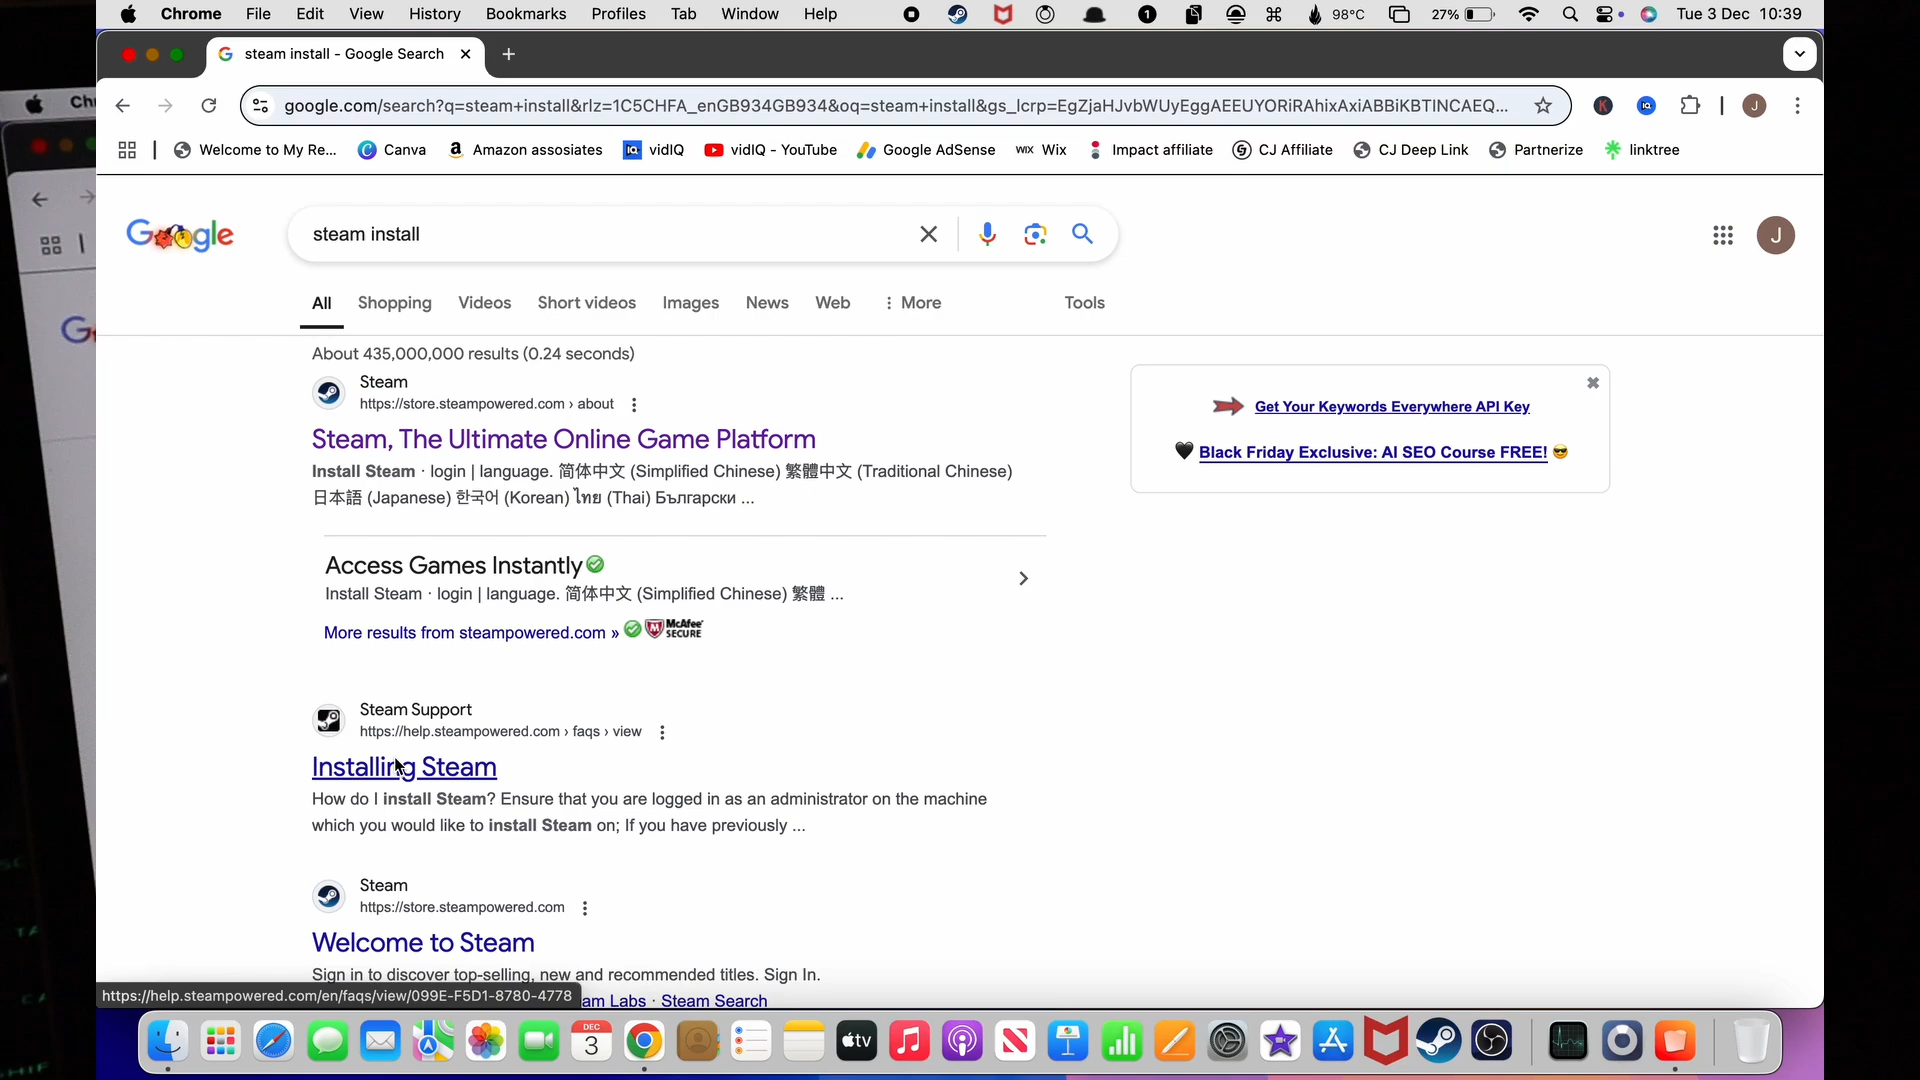 Chrome File Edit View History Bookmarks Profiles Tab Window Help 1 98°C 27% Tue 3 Dec 10:39
steam install - Google Search
google.com/search?q=steam+install&rlz=1C5CHFA_enGB934GB934&oq=steam+install&gs_lcrp=EgZjaHJvbWUyEggAEEUYORiRAhixAxiABBiKBTINCAEQ... K J
Welcome to My Re... Canva Amazon assosiates vidIQ vidIQ - YouTube Google AdSense WIX Wix Impact affiliate CJ Affiliate CJ Deep Link Partnerize linktree
Google steam install J
All Shopping Videos Short videos Images News Web More Tools
About 435,000,000 results (0.24 seconds)
Steam
https://store.steampowered.com › about
Steam, The Ultimate Online Game Platform
Install Steam · login | language. 简体中文 (Simplified Chinese) 繁體中文 (Traditional Chinese)
日本語 (Japanese) 한국어 (Korean) ไทย (Thai) Български ...
Get Your Keywords Everywhere API Key
Black Friday Exclusive: AI SEO Course FREE!
Access Games Instantly
Install Steam · login | language. 简体中文 (Simplified Chinese) 繁體 ...
More results from steampowered.com » McAfee SECURE
Steam Support
https://help.steampowered.com › faqs › view
Installing Steam
How do I install Steam? Ensure that you are logged in as an administrator on the machine
which you would like to install Steam on; If you have previously ...
Steam
https://store.steampowered.com
Welcome to Steam
Sign in to discover top-selling, new and recommended titles. Sign In.
https://help.steampowered.com/en/faqs/view/099E-F5D1-8780-4778
am Labs · Steam Search
DEC
3
tv